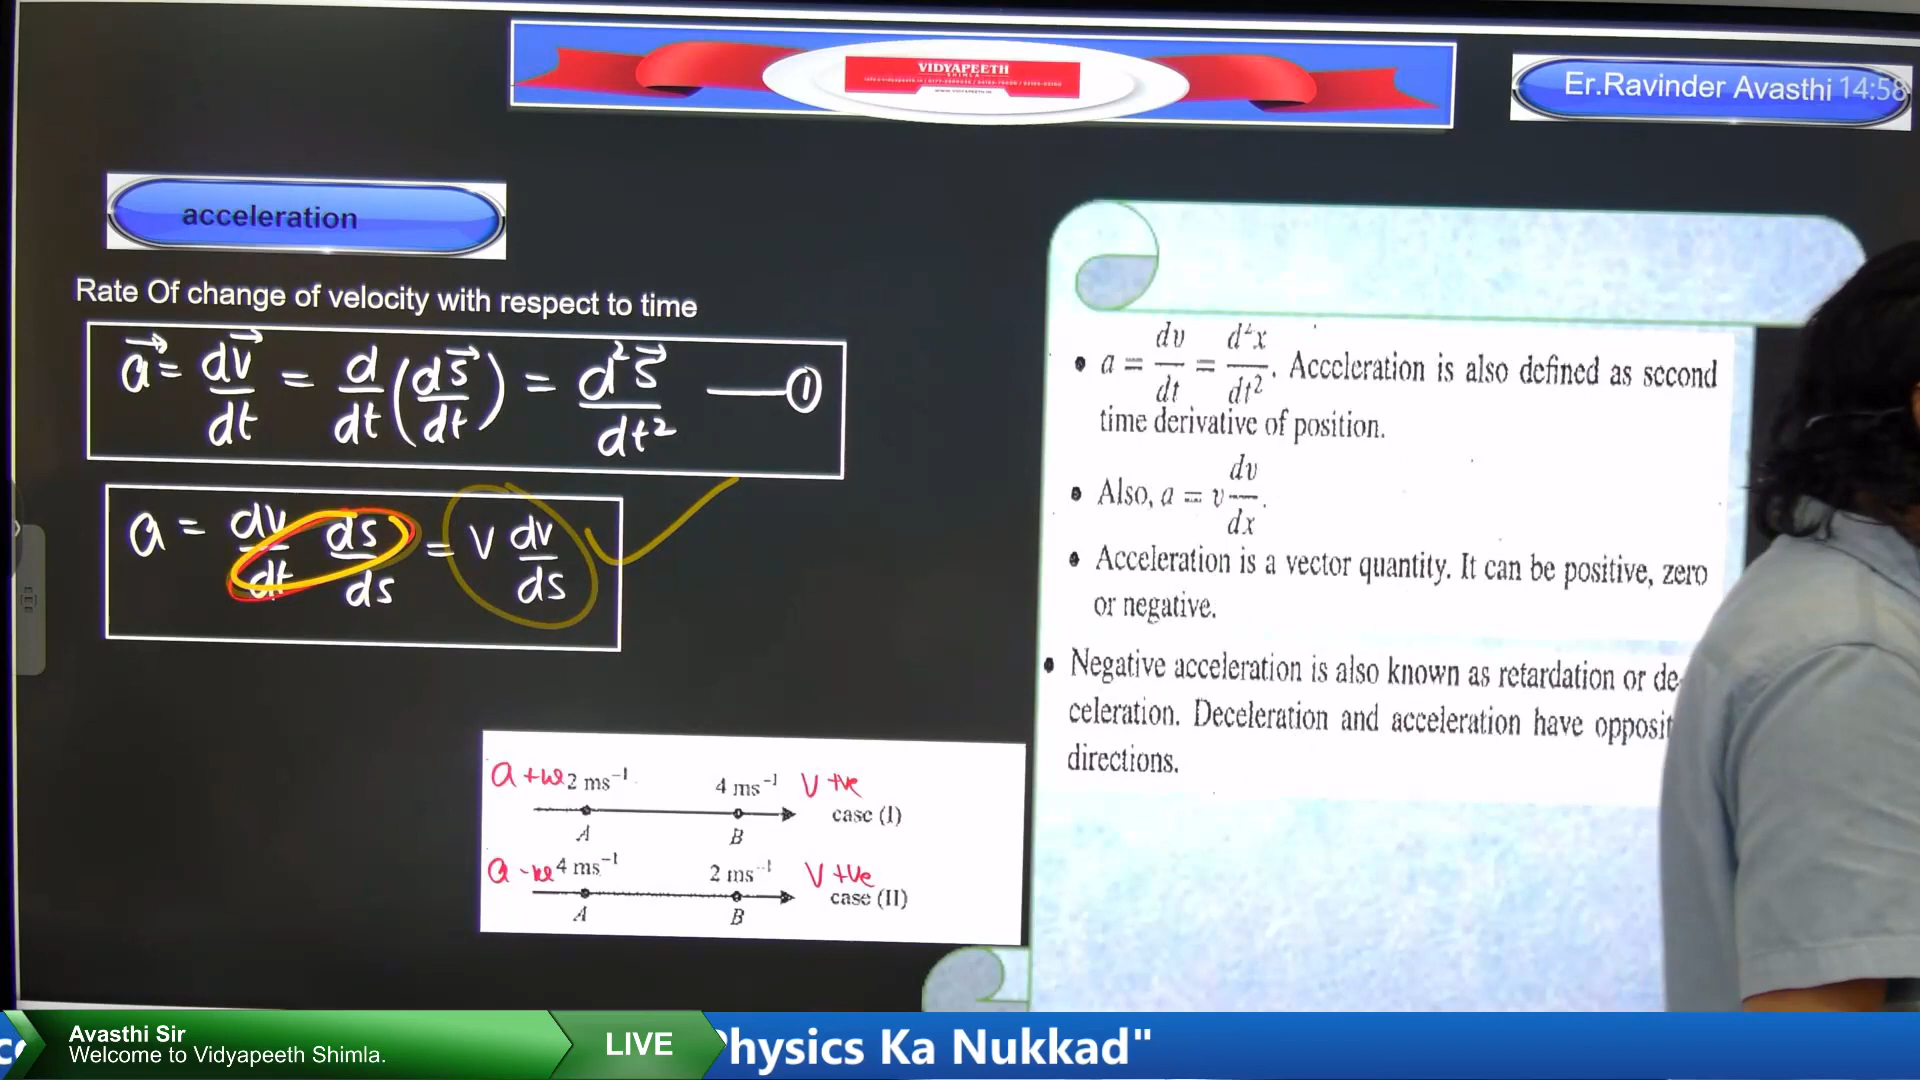 VIDYAPEETH
SHIMLA
WWW.VIDYAPEETH.IN
Er.Ravinder Avasthi 14:58
acceleration
Rate Of change of velocity with respect to time
a⃗ = dv⃗/dt = d/dt (ds⃗/dt) = d²s⃗/dt² —— ①
a = dv/dt ds/ds = v dv/ds
• a = dv/dt = d²x/dt². Acceleration is also defined as second
time derivative of position.
• Also, a = v dv/dx.
• Acceleration is a vector quantity. It can be positive, zero
or negative.
• Negative acceleration is also known as retardation or de-
celeration. Deceleration and acceleration have opposit
directions.
a +ve 2 ms⁻¹ 4 ms⁻¹ V +ve
A B case (I)
a -ve 4 ms⁻¹ 2 ms⁻¹ V +ve
A B case (II)
Avasthi Sir
Welcome to Vidyapeeth Shimla.
LIVE
hysics Ka Nukkad"